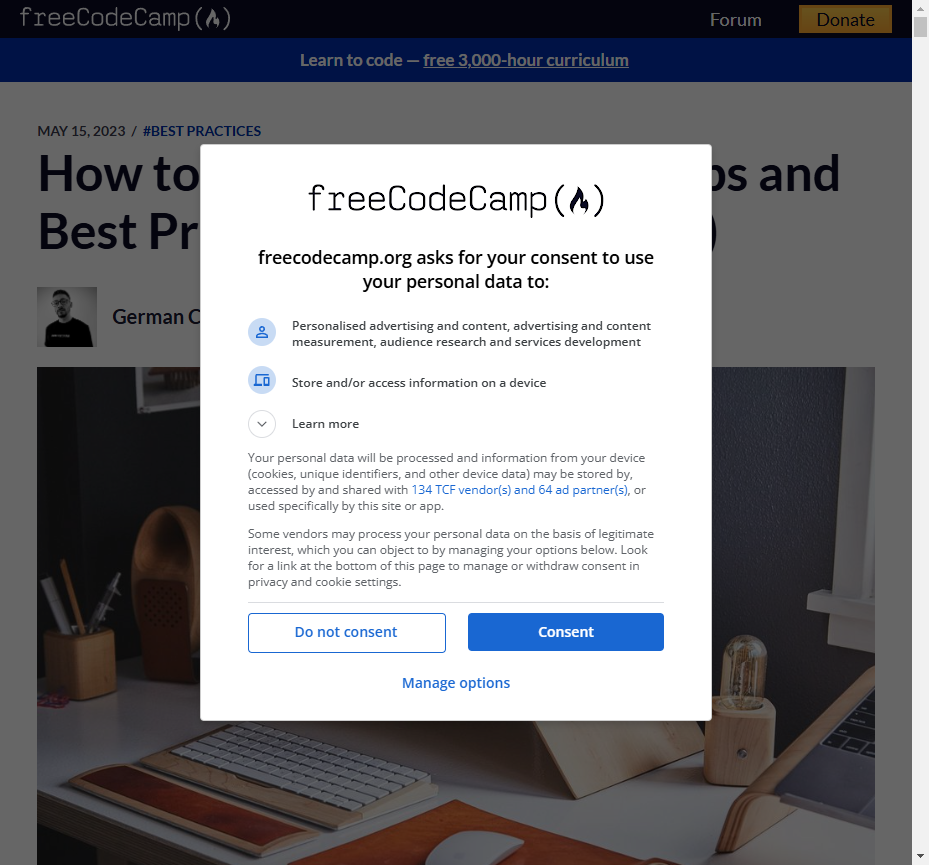 freeCodeCamp
Forum
Donate
Learn to code — free 3,000-hour curriculum
MAY 15, 2023 / #BEST PRACTICES
How to
ps and
Best Pr
German C
freeCodeCamp
freecodecamp.org asks for your consent to use
your personal data to:
Personalised advertising and content, advertising and content
measurement, audience research and services development
Store and/or access information on a device
Learn more
Your personal data will be processed and information from your device
(cookies, unique identifiers, and other device data) may be stored by,
accessed by and shared with 134 TCF vendor(s) and 64 ad partner(s), or
used specifically by this site or app.
Some vendors may process your personal data on the basis of legitimate
interest, which you can object to by managing your options below. Look
for a link at the bottom of this page to manage or withdraw consent in
privacy and cookie settings.
Do not consent
Consent
Manage options